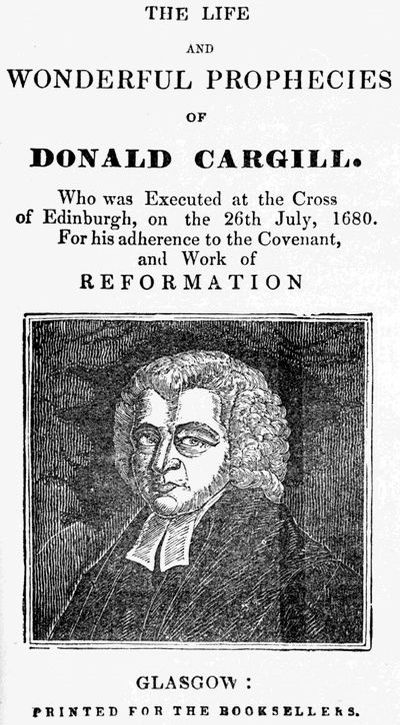 THE LIFE
AND
WONDERFUL PROPHECIES
OF
DONALD CARGILL.
Who was Executed at the Cross
of Edinburgh, on the 26th July, 1680.
For his adherence to the Covenant,
and Work of
REFORMATION
GLASGOW:
PRINTED FOR THE BOOKSELLERS.